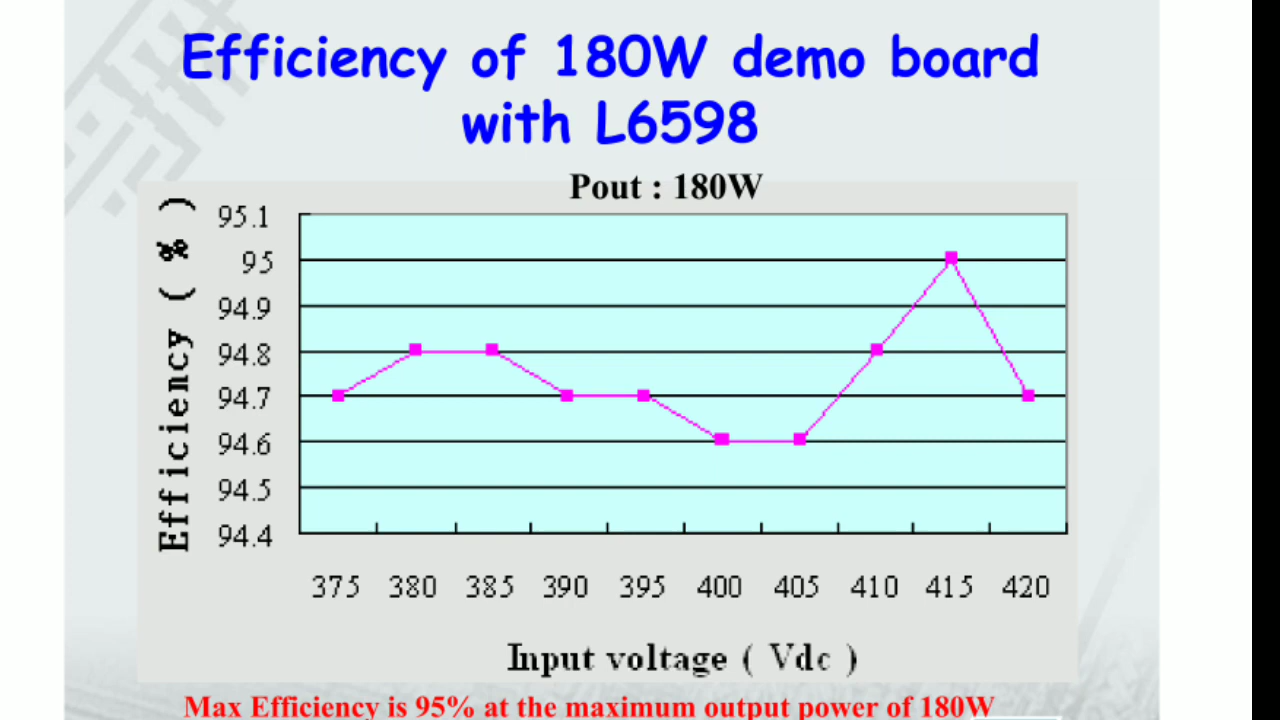 Efficiency of 180W demo board
with L6598
Pout : 180W
Efficiency ( % )
95.1
95
94.9
94.8
94.7
94.6
94.5
94.4
375 380 385 390 395 400 405 410 415 420
Input voltage ( Vdc )
Max Efficiency is 95% at the maximum output power of 180W